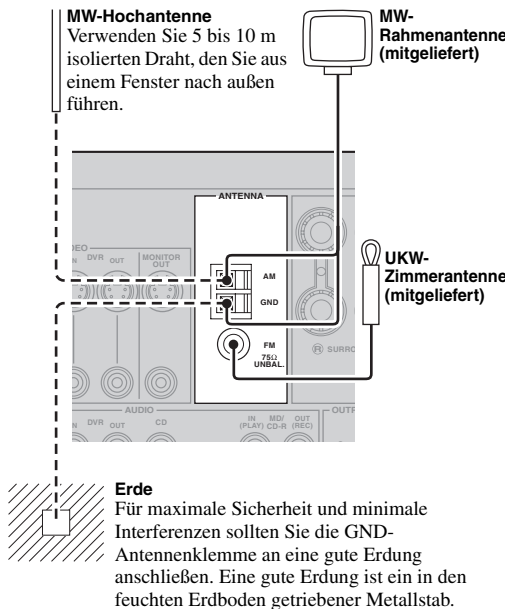 MW-Hochantenne
Verwenden Sie 5 bis 10 m
isolierten Draht, den Sie aus
einem Fenster nach außen
führen.
MW-
Rahmenantenne
(mitgeliefert)
ANTENNA
DVR OUT
MONITOR
OUT
AM
GND
FM
75Ω
UNBAL.
UKW-
Zimmerantenne
(mitgeliefert)
R
AUDIO
DVR OUT
CD
IN
(PLAY)
MD/
CD-R
OUT
(REC)
Erde
Für maximale Sicherheit und minimale
Interferenzen sollten Sie die GND-
Antennenklemme an eine gute Erdung
anschließen. Eine gute Erdung ist ein in den
feuchten Erdboden getriebener Metallstab.